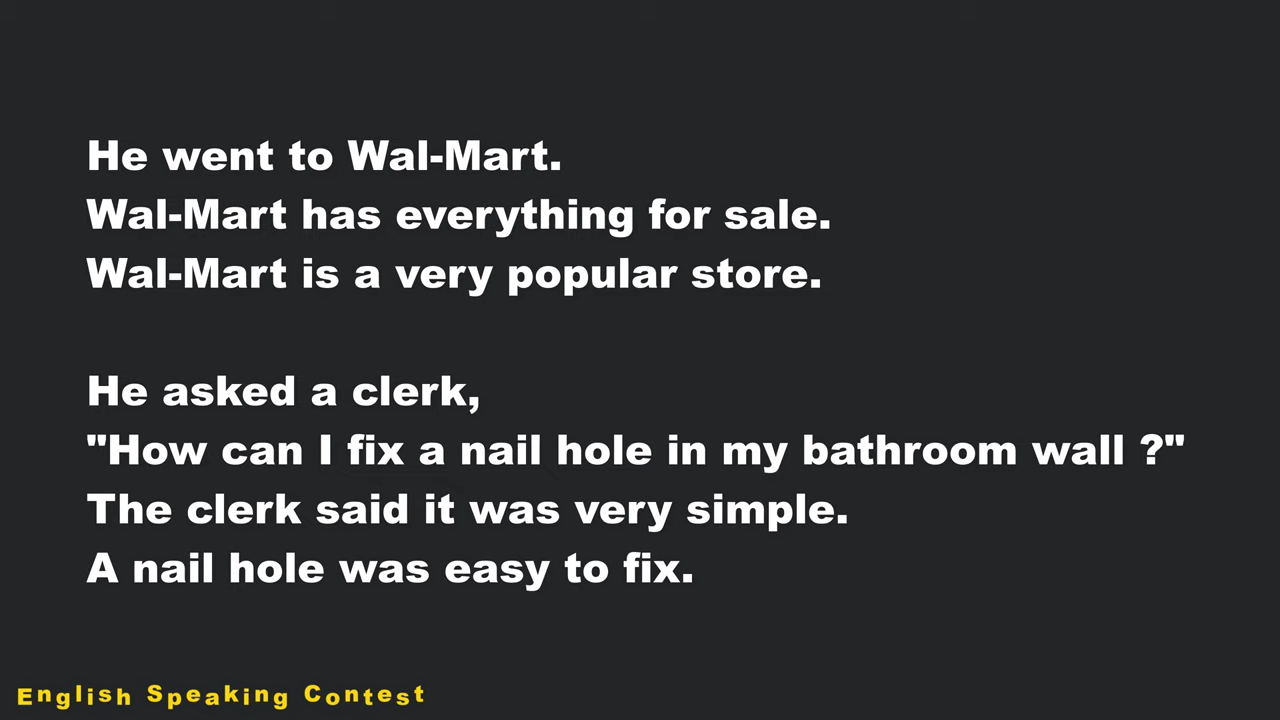 He went to Wal-Mart.
Wal-Mart has everything for sale.
Wal-Mart is a very popular store.
He asked a clerk,
"How can I fix a nail hole in my bathroom wall ?"
The clerk said it was very simple.
A nail hole was easy to fix.
English Speaking Contest